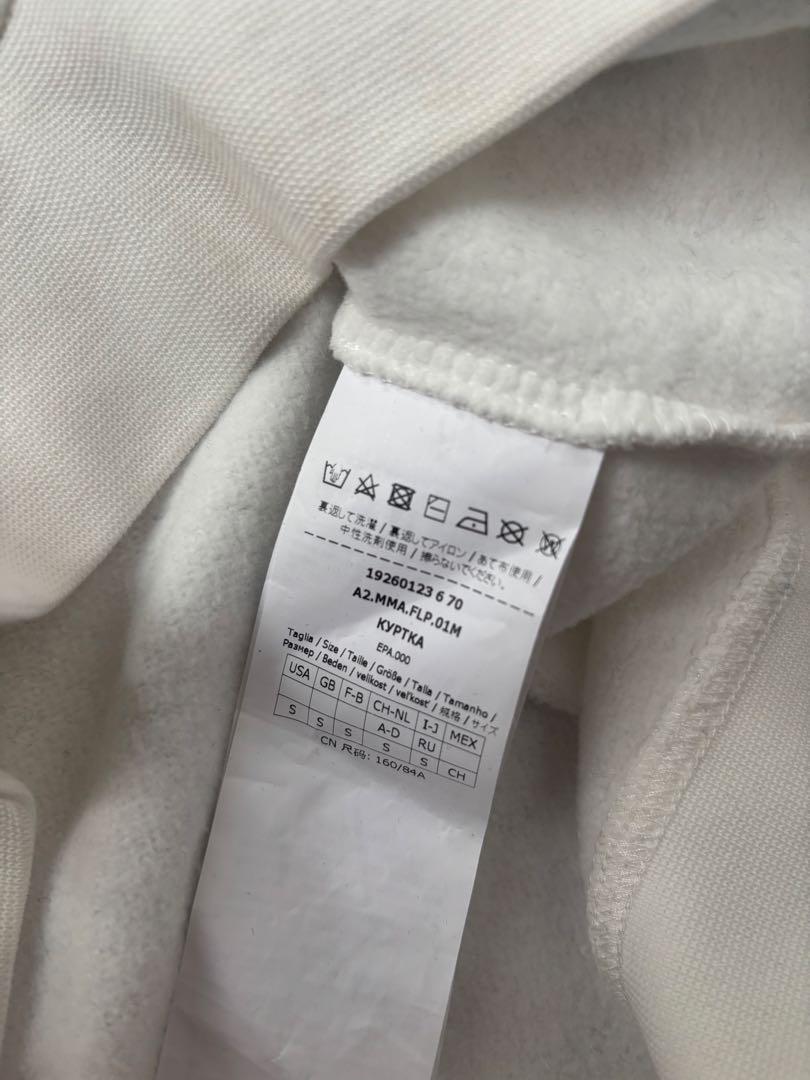 裏返して洗濯 / 裏返してアイロン / あて布使用 /
中性洗剤使用 / 擦らないでください。
19260123 6 70
A2.MMA.FLP.01M
КУРТКА
EPA.000
Taglia / Size / Taille / Größe / Talla / Tamanho /
Размер / Beden / velikost / veľkosť / 规格 / サイズ
USA GB F-B CH-NL I-J MEX
A-D RU
S S S S S CH
CN 尺码: 160/84A